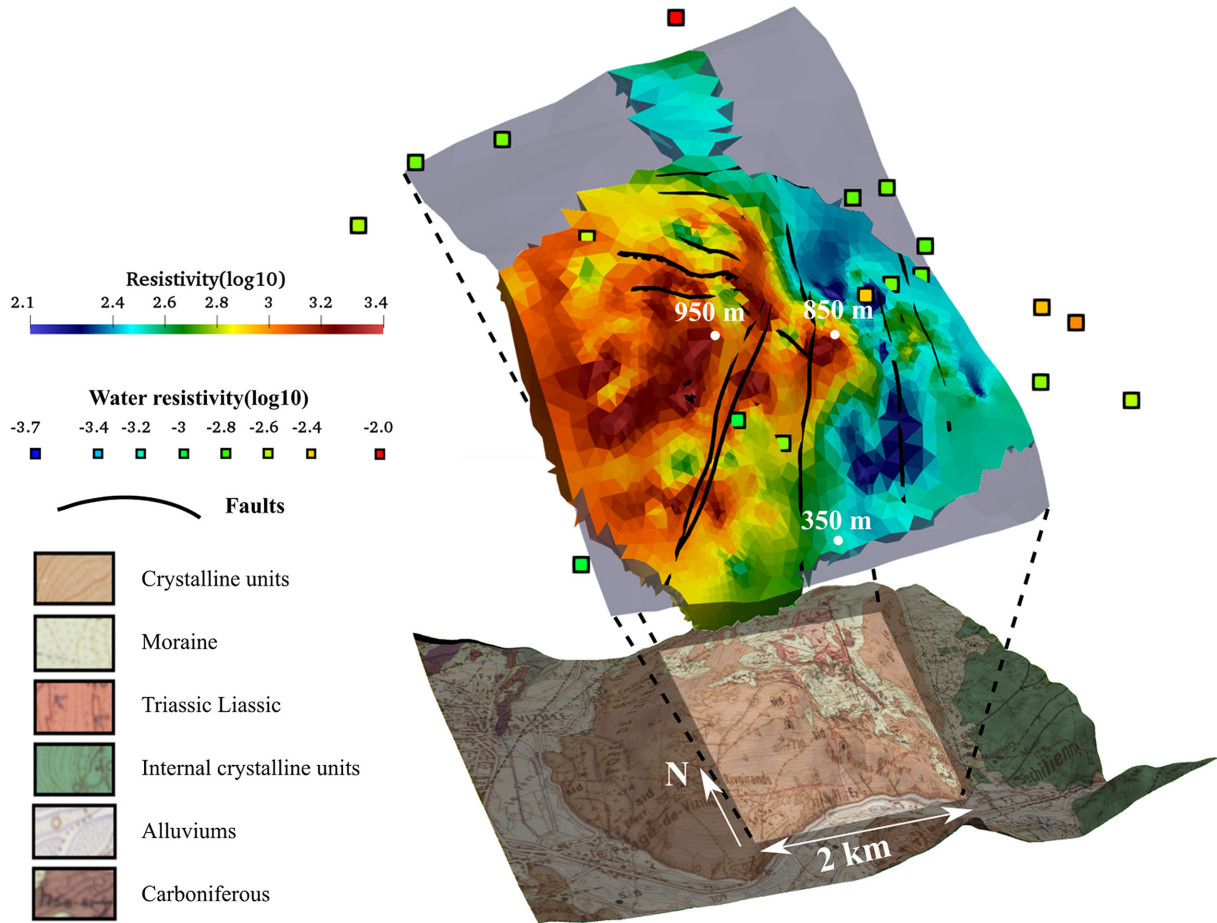 950 m
850 m
350 m
Resistivity(log10)
2.1 2.4 2.6 2.8 3 3.2 3.4
Water resistivity(log10)
-3.7 -3.4 -3.2 -3 -2.8 -2.6 -2.4 -2.0
Faults
Crystalline units
Moraine
Triassic Liassic
Internal crystalline units
Alluviums
Carboniferous
Rivoirands
N
2 km